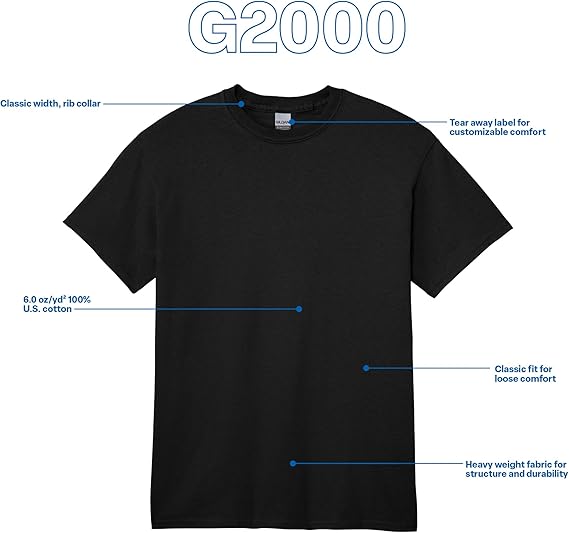 G2000
Classic width, rib collar
Tear away label for
customizable comfort
6.0 oz/yd² 100%
U.S. cotton
Classic fit for
loose comfort
Heavy weight fabric for
structure and durability